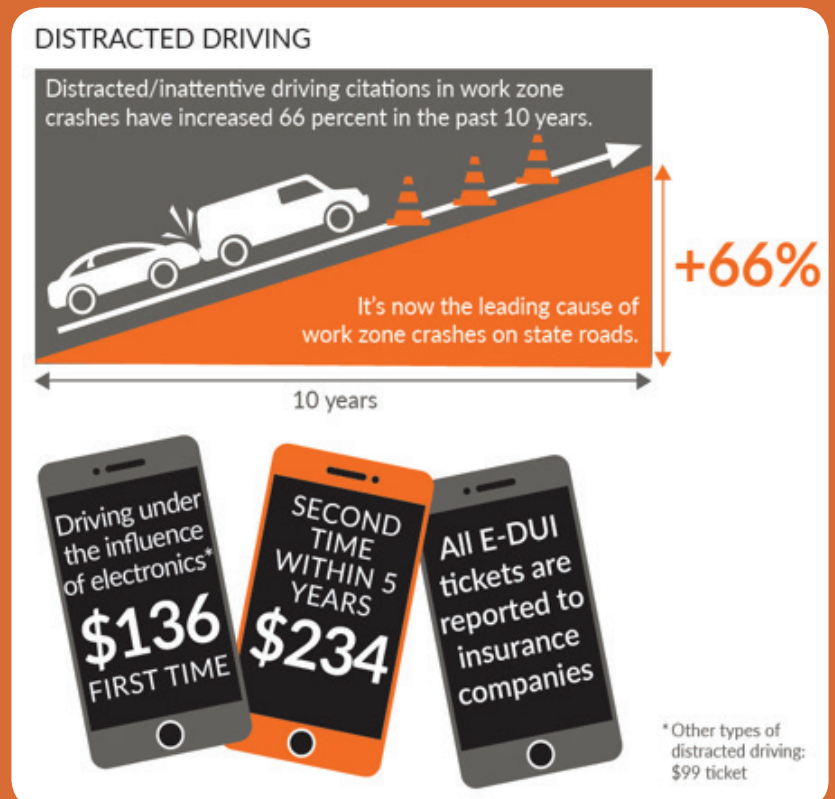 DISTRACTED DRIVING
Distracted/inattentive driving citations in work zone
crashes have increased 66 percent in the past 10 years.
+66%
It's now the leading cause of
work zone crashes on state roads.
10 years
Driving under
the influence
of electronics*
$136
FIRST TIME
SECOND
TIME
WITHIN 5
YEARS
$234
All E-DUI
tickets are
reported to
insurance
companies
*Other types of
distracted driving:
$99 ticket